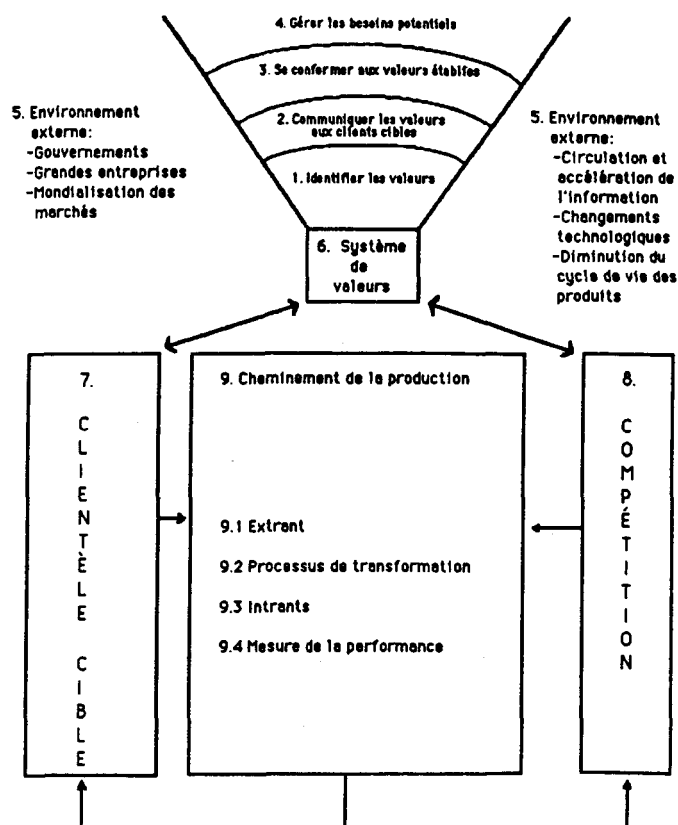 4. Gérer les besoins potentiels
3. Se conformer aux valeurs établies
2. Communiquer les valeurs
aux clients cibles
1. Identifier les valeurs
5. Environnement
externe:
-Gouvernements
-Grandes entreprises
-Mondialisation des
marchés
5. Environnement
externe:
-Circulation et
accélération de
l'information
-Changements
technologiques
-Diminution du
cycle de vie des
produits
6. Système
de
valeurs
7.
CLIENTÈLE CIBLE
9. Cheminement de la production
9.1 Extrant
9.2 Processus de transformation
9.3 Intrants
9.4 Mesure de la performance
8.
COMPÉTITION